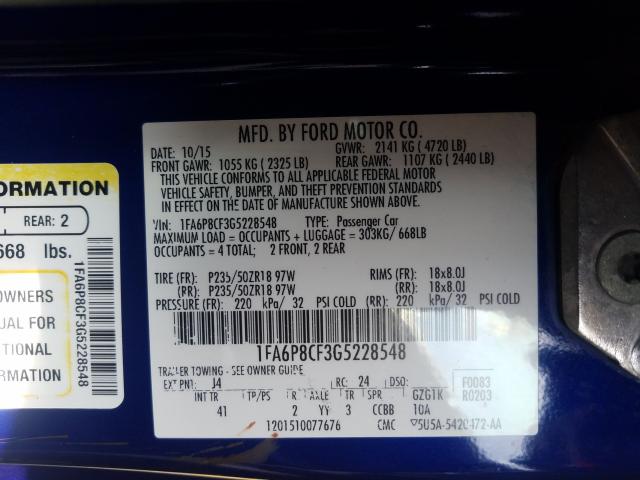 MFD. BY FORD MOTOR CO.
DATE: 10/15 GVWR: 2141 KG ( 4720 LB)
FRONT GAWR: 1055 KG ( 2325 LB) REAR GAWR: 1107 KG ( 2440 LB)
THIS VEHICLE CONFORMS TO ALL APPLICABLE FEDERAL MOTOR
VEHICLE SAFETY, BUMPER, AND THEFT PREVENTION STANDARDS
IN EFFECT ON THE DATE OF MANUFACTURE SHOWN ABOVE.
VIN: 1FA6P8CF3G5228548 TYPE: Passenger Car
MAXIMUM LOAD = OCCUPANTS + LUGGAGE = 303KG/ 668LB
OCCUPANTS = 4 TOTAL; 2 FRONT, 2 REAR
TIRE (FR): P235/50ZR18 97W RIMS (FR): 18x8.0J
(RR): P235/50ZR18 97W (RR): 18x8.0J
PRESSURE (FR): 220 kPa/ 32 PSI COLD (RR): 220 kPa/ 32 PSI COLD
1FA6P8CF3G5228548
TRAILER TOWING - SEE OWNER GUIDE
EXT PNT: J4 RC: 24 DSO: F0083
R0203
INT TR TP/PS R AXLE TR SPR GZGTK
41 2 YY 3 CCBB 10A
1201510077676 CMC 5U5A-5420472-AA
FORMATION
REAR: 2
668 lbs.
OWNERS
UAL FOR
TIONAL
ORMATION
1FA6P8CF3G5228548